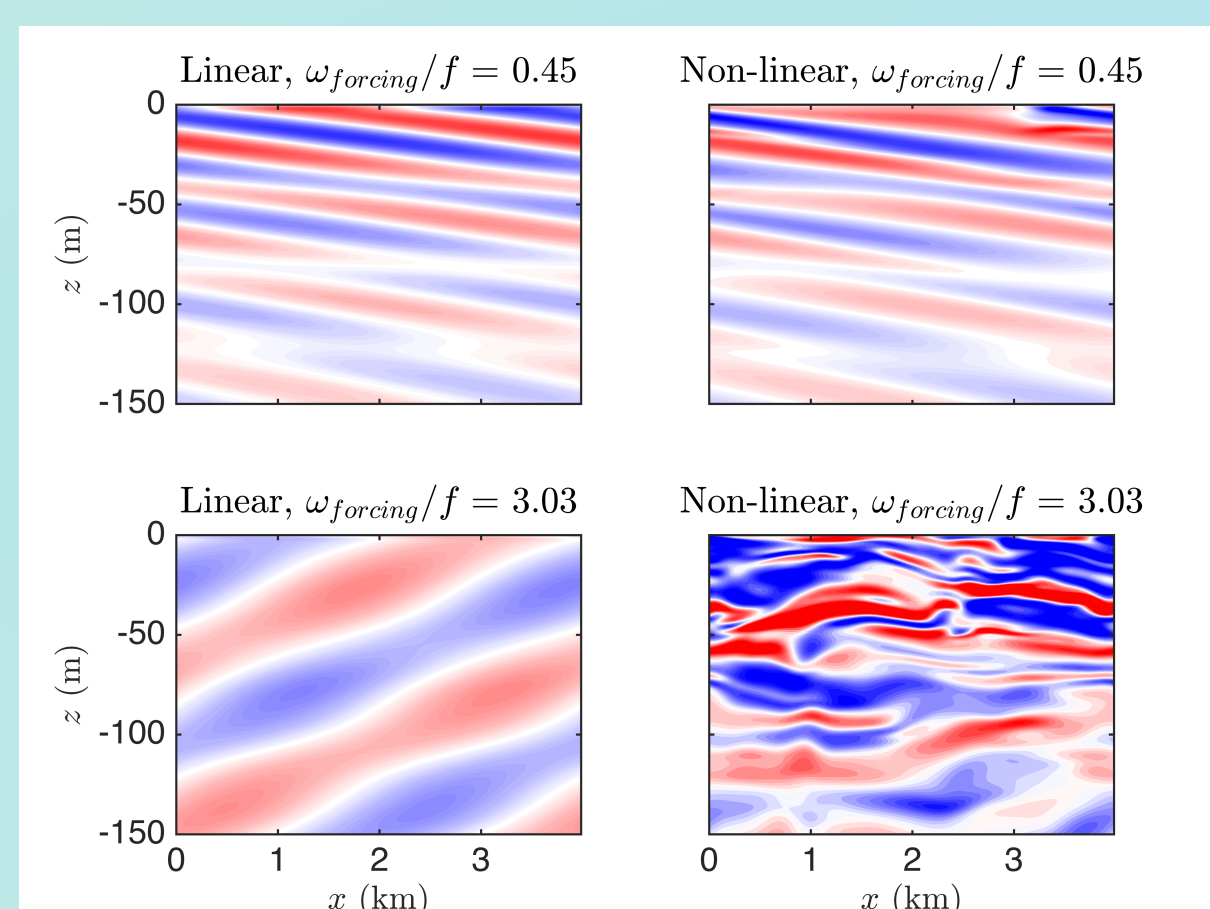 Linear, ω_forcing/f = 0.45
Non-linear, ω_forcing/f = 0.45
0
-50
-100
-150
z (m)
Linear, ω_forcing/f = 3.03
Non-linear, ω_forcing/f = 3.03
0
-50
-100
-150
z (m)
0 1 2 3
0 1 2 3
x (km)
x (km)